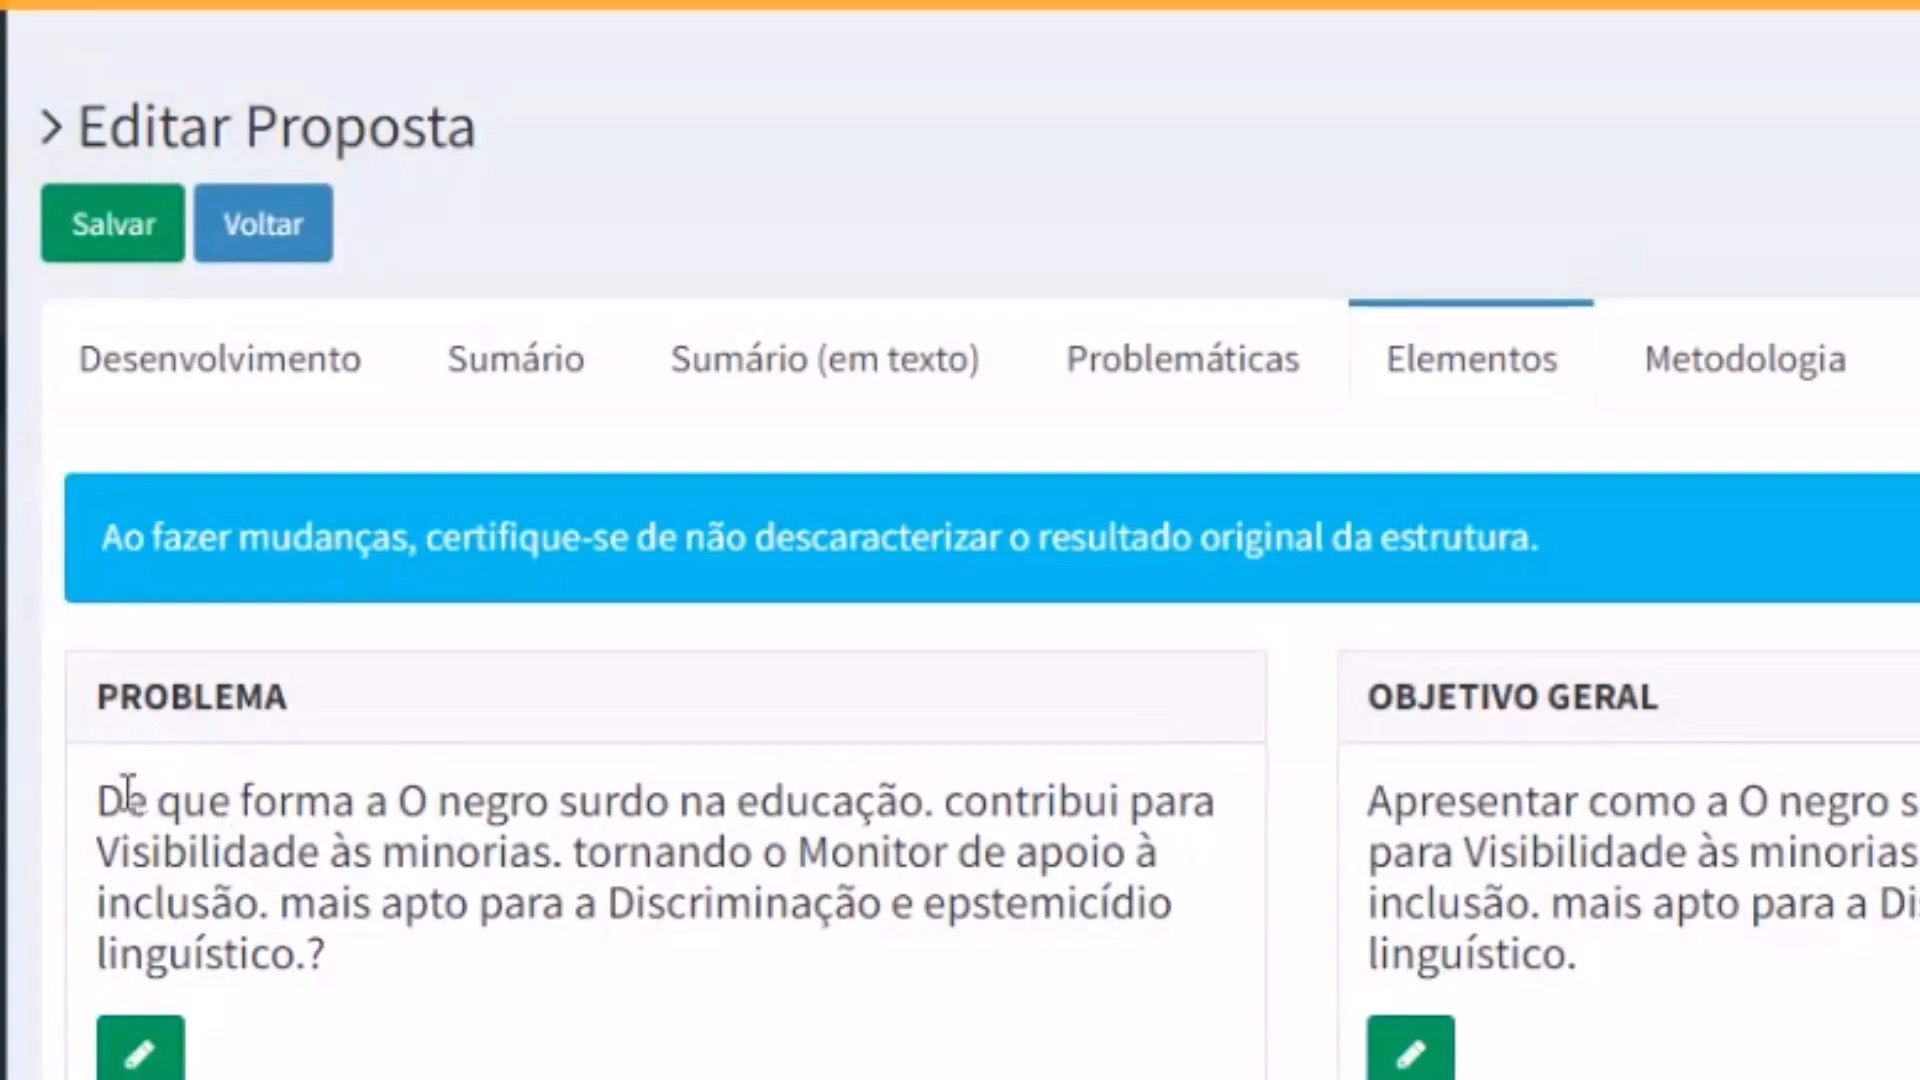 Editar Proposta
Salvar Voltar
Desenvolvimento Sumário Sumário (em texto) Problemáticas Elementos Metodologia
Ao fazer mudanças, certifique-se de não descaracterizar o resultado original da estrutura.
PROBLEMA
De que forma a O negro surdo na educação. contribui para
Visibilidade às minorias. tornando o Monitor de apoio à
inclusão. mais apto para a Discriminação e epstemicídio
linguístico.?
OBJETIVO GERAL
Apresentar como a O negro s
para Visibilidade às minorias
inclusão. mais apto para a Di
linguístico.